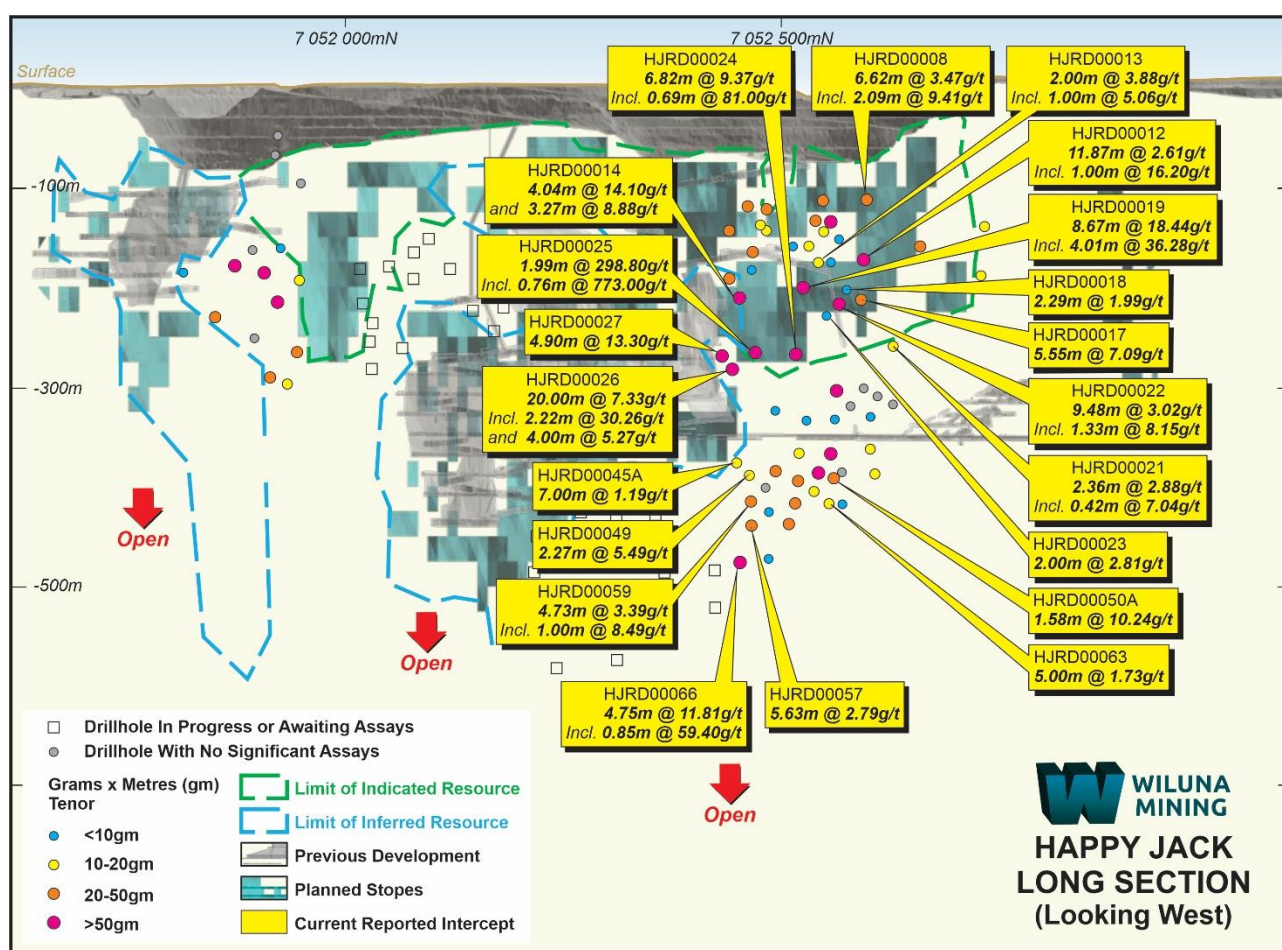 7 052 000mN
7 052 500mN
Surface
-100m
-300m
-500m
HJRD00024
6.82m @ 9.37g/t
Incl. 0.69m @ 81.00g/t
HJRD00008
6.62m @ 3.47g/t
Incl. 2.09m @ 9.41g/t
HJRD00013
2.00m @ 3.88g/t
Incl. 1.00m @ 5.06g/t
HJRD00012
11.87m @ 2.61g/t
Incl. 1.00m @ 16.20g/t
HJRD00014
4.04m @ 14.10g/t
and 3.27m @ 8.88g/t
HJRD00019
8.67m @ 18.44g/t
Incl. 4.01m @ 36.28g/t
HJRD00025
1.99m @ 298.80g/t
Incl. 0.76m @ 773.00g/t
HJRD00018
2.29m @ 1.99g/t
HJRD00027
4.90m @ 13.30g/t
HJRD00017
5.55m @ 7.09g/t
HJRD00026
20.00m @ 7.33g/t
Incl. 2.22m @ 30.26g/t
and 4.00m @ 5.27g/t
HJRD00022
9.48m @ 3.02g/t
Incl. 1.33m @ 8.15g/t
HJRD00045A
7.00m @ 1.19g/t
HJRD00021
2.36m @ 2.88g/t
Incl. 0.42m @ 7.04g/t
HJRD00049
2.27m @ 5.49g/t
HJRD00023
2.00m @ 2.81g/t
HJRD00059
4.73m @ 3.39g/t
Incl. 1.00m @ 8.49g/t
HJRD00050A
1.58m @ 10.24g/t
HJRD00063
5.00m @ 1.73g/t
HJRD00066
4.75m @ 11.81g/t
Incl. 0.85m @ 59.40g/t
HJRD00057
5.63m @ 2.79g/t
Open
Open
Open
Drillhole In Progress or Awaiting Assays
Drillhole With No Significant Assays
Grams x Metres (gm)
Tenor
<10gm
10-20gm
20-50gm
>50gm
Limit of Indicated Resource
Limit of Inferred Resource
Previous Development
Planned Stopes
Current Reported Intercept
WILUNA
MINING
HAPPY JACK
LONG SECTION
(Looking West)